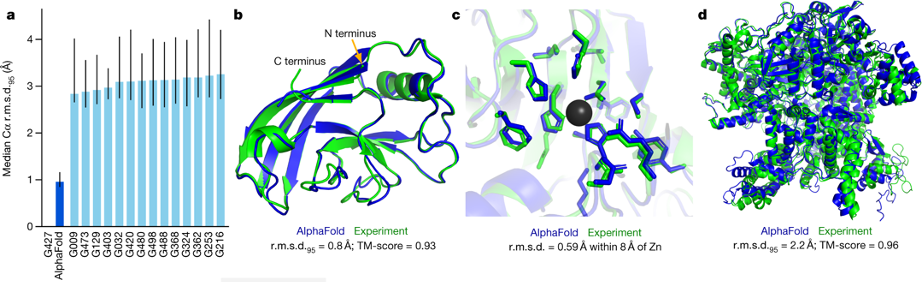 a
Median Cα r.m.s.d.95 (Å)
4
3
2
1
0
G427
AlphaFold
G009
G473
G129
G403
G032
G420
G480
G498
G488
G368
G324
G362
G253
G216
b
N terminus
C terminus
AlphaFold Experiment
r.m.s.d.95 = 0.8 Å; TM-score = 0.93
c
AlphaFold Experiment
r.m.s.d. = 0.59 Å within 8 Å of Zn
d
AlphaFold Experiment
r.m.s.d.95 = 2.2 Å; TM-score = 0.96